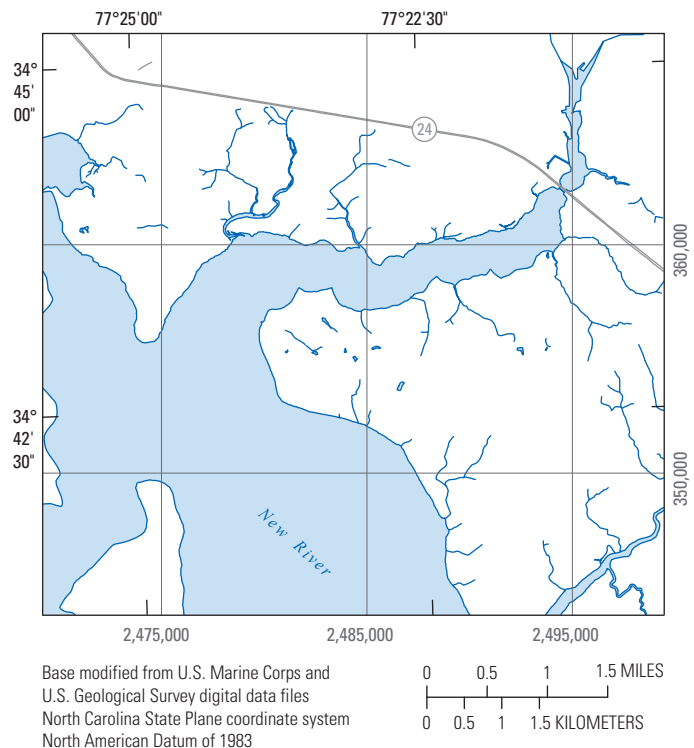 77°25'00"
77°22'30"
34°
45'
00"
24
360,000
34°
42'
30"
350,000
New River
2,475,000
2,485,000
2,495,000
Base modified from U.S. Marine Corps and
U.S. Geological Survey digital data files
North Carolina State Plane coordinate system
North American Datum of 1983
0 0.5 1 1.5 MILES
0 0.5 1 1.5 KILOMETERS